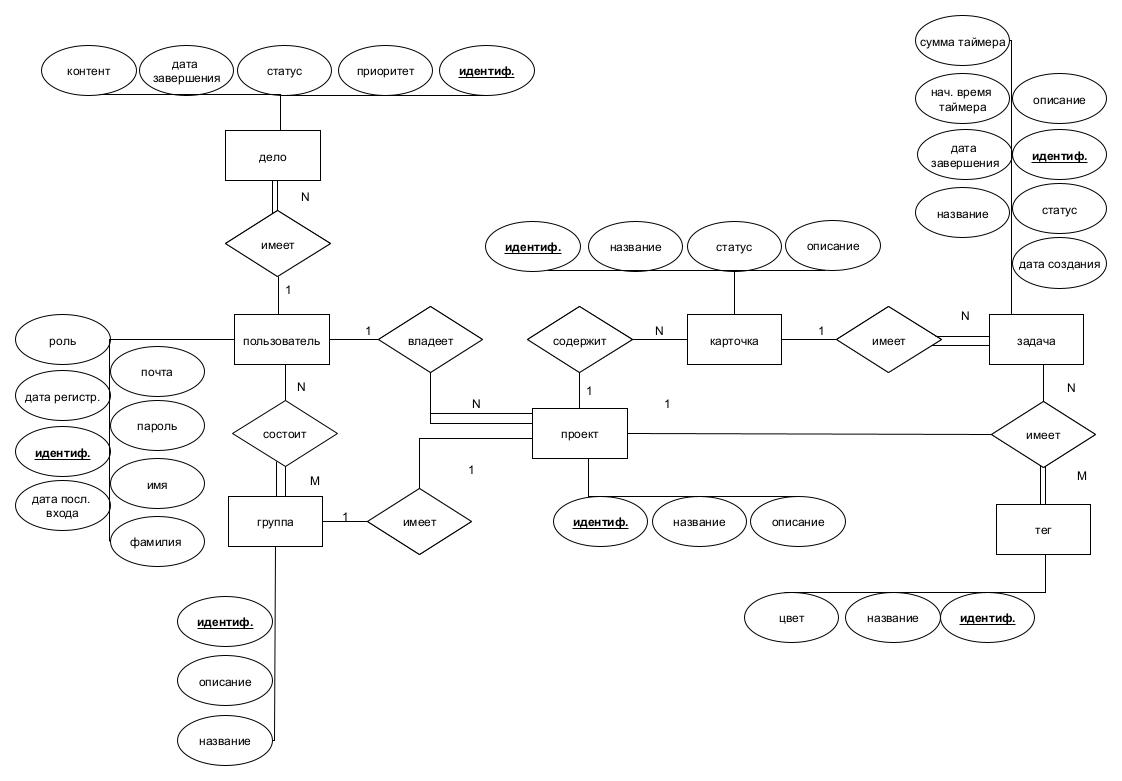 сумма таймера
контент
дата
завершения
статус
приоритет
идентиф.
нач. время
таймера
описание
дело
дата
завершения
идентиф.
N
название
статус
имеет
идентиф.
название
статус
описание
дата создания
1
роль
пользователь
1
владеет
содержит
N
карточка
1
имеет
N
задача
почта
дата регистр.
N
1
N
1
N
пароль
состоит
проект
имеет
идентиф.
1
M
M
имя
дата посл.
входа
группа
1
имеет
идентиф.
название
описание
тег
фамилия
идентиф.
цвет
название
идентиф.
описание
название